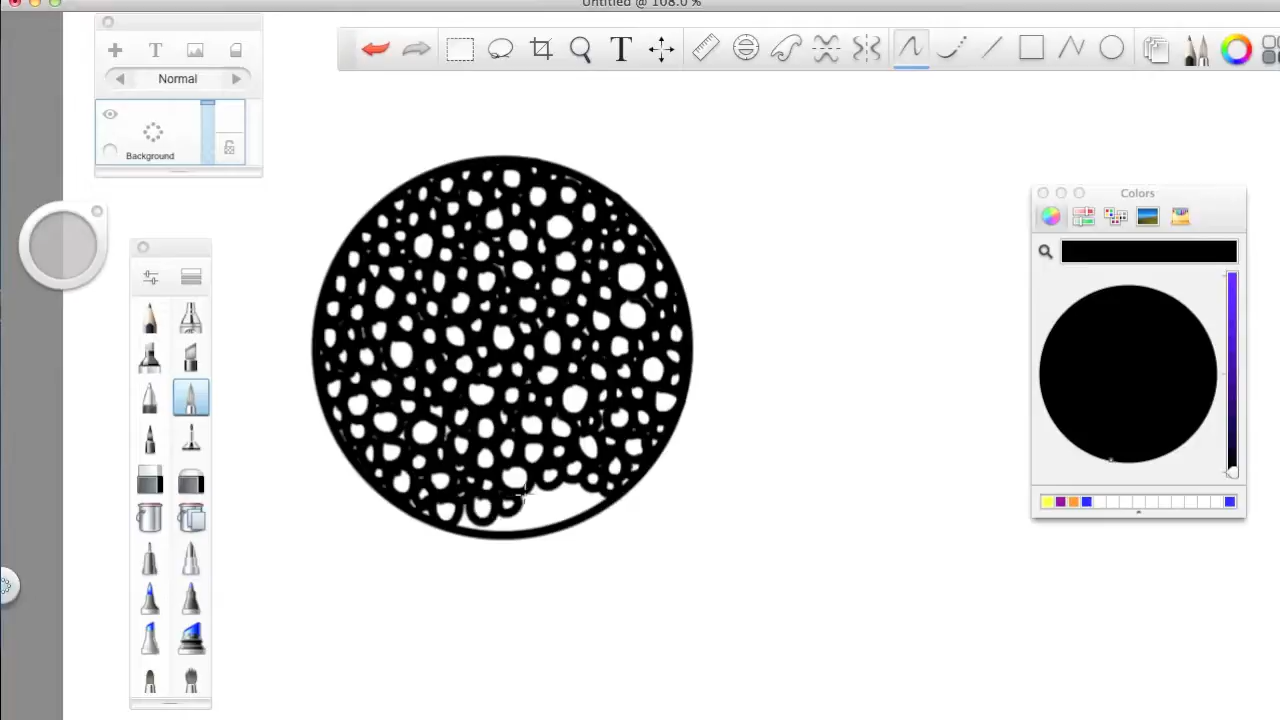 Untitled @ 108.0 %
T
T
Normal
Background
Colors